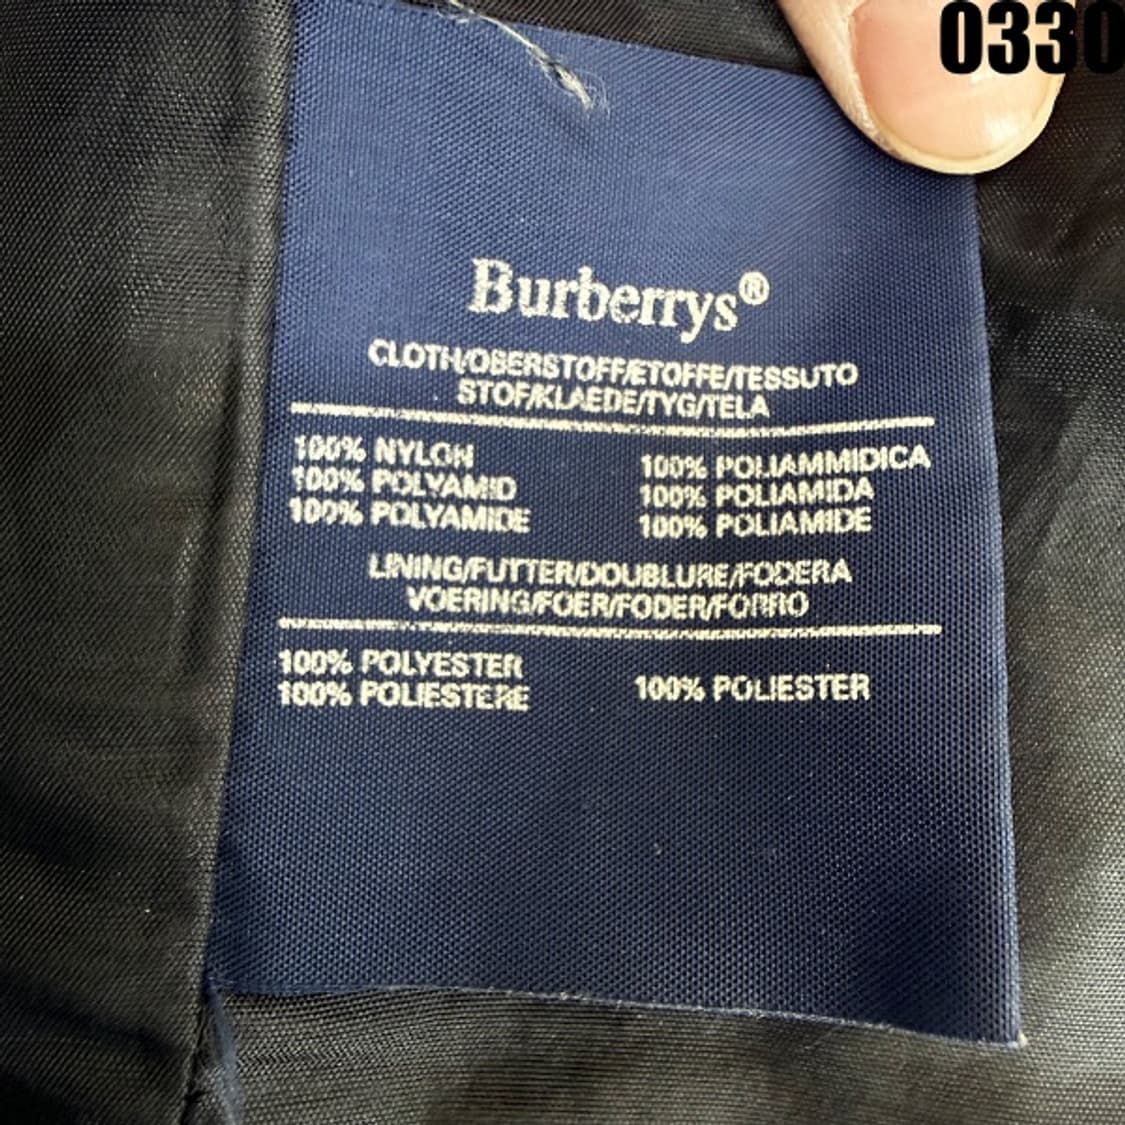 0330
Burberrys®
CLOTH/OBERSTOFF/ETOFFE/TESSUTO
STOF/KLAEDE/TYG/TELA
100% NYLON
100% POLYAMID
100% POLYAMIDE
100% POLIAMMIDICA
100% POLIAMIDA
100% POLIAMIDE
LINING/FUTTER/DOUBLURE/FODERA
VOERING/FOER/FODER/FORRO
100% POLYESTER
100% POLIESTERE
100% POLIESTER